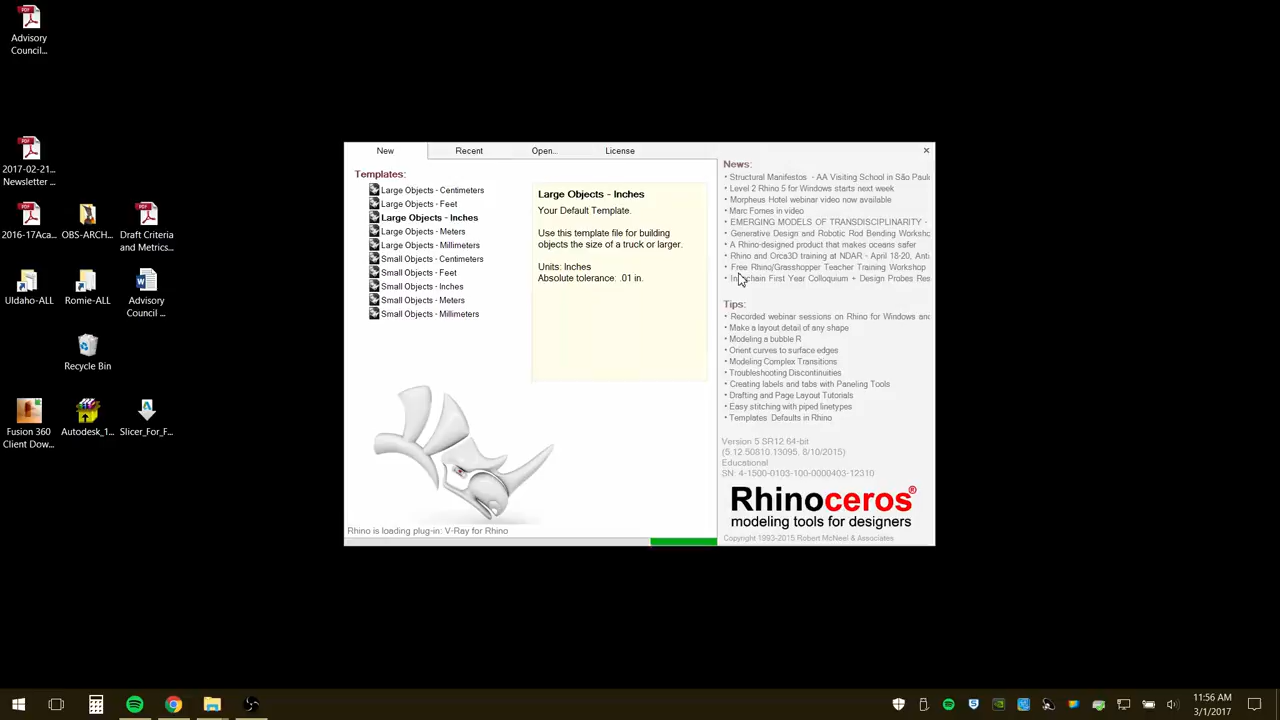 Advisory
Council...
2017-02-21...
Newsletter ...
2016-17Aca...
OBS-ARCH...
Draft Criteria
and Metrics...
UIdaho-ALL
Romie-ALL
Advisory
Council ...
Recycle Bin
Fusion 360
Client Dow...
Autodesk_1...
Slicer_For_F...
New
Recent
Open...
License
Templates:
Large Objects - Centimeters
Large Objects - Feet
Large Objects - Inches
Large Objects - Meters
Large Objects - Millimeters
Small Objects - Centimeters
Small Objects - Feet
Small Objects - Inches
Small Objects - Meters
Small Objects - Millimeters
Large Objects - Inches
Your Default Template.
Use this template file for building
objects the size of a truck or larger.
Units: Inches
Absolute tolerance: .01 in.
Rhino is loading plug-in: V-Ray for Rhino
News:
• Structural Manifestos - AA Visiting School in São Paul
• Level 2 Rhino 5 for Windows starts next week
• Morpheus Hotel webinar video now available
• Marc Fornes in video
• EMERGING MODELS OF TRANSDISCIPLINARITY -
• Generative Design and Robotic Rod Bending Worksho
• A Rhino-designed product that makes oceans safer
• Rhino and Orca3D training at NDAR - April 18-20, Ant
• Free Rhino/Grasshopper Teacher Training Workshop
• First Year Colloquium + Design Probes Res
Tips:
• Recorded webinar sessions on Rhino for Windows and
• Make a layout detail of any shape
• Modeling a bubble R
• Orient curves to surface edges
• Modeling Complex Transitions
• Troubleshooting Discontinuities
• Creating labels and tabs with Paneling Tools
• Drafting and Page Layout Tutorials
• Easy stitching with piped linetypes
• Templates: Defaults in Rhino
Version 5 SR12 64-bit
(5.12.50810.13095, 8/10/2015)
Educational
SN: 4-1500-0103-100-0000403-12310
Rhinoceros®
modeling tools for designers
Copyright 1993-2015 Robert McNeel & Associates
11:56 AM
3/1/2017